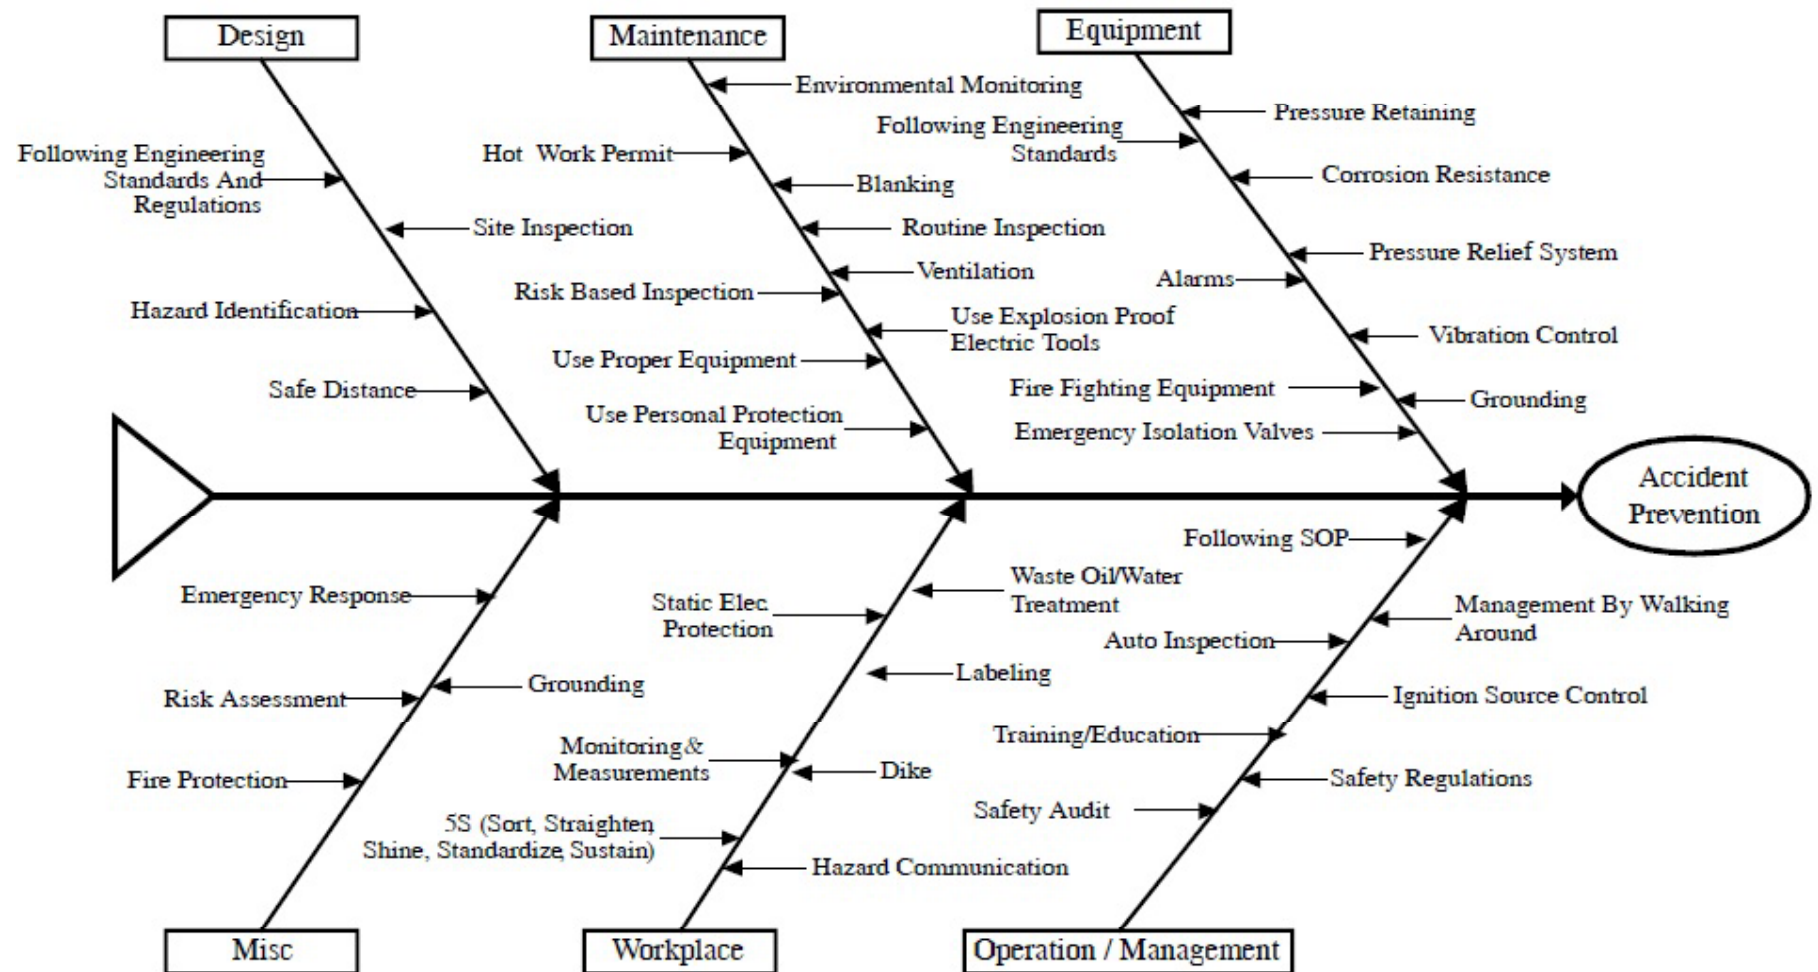 Design
Maintenance
Equipment
Following Engineering
Standards And
Regulations
Site Inspection
Hazard Identification
Safe Distance
Environmental Monitoring
Hot Work Permit
Blanking
Routine Inspection
Ventilation
Risk Based Inspection
Use Explosion Proof
Electric Tools
Use Proper Equipment
Use Personal Protection
Equipment
Pressure Retaining
Following Engineering
Standards
Corrosion Resistance
Pressure Relief System
Alarms
Vibration Control
Fire Fighting Equipment
Grounding
Emergency Isolation Valves
Accident
Prevention
Emergency Response
Grounding
Risk Assessment
Fire Protection
Waste Oil/Water
Treatment
Static Elec.
Protection
Labeling
Monitoring&
Measurements
Dike
5S (Sort, Straighten,
Shine, Standardize, Sustain)
Hazard Communication
Following SOP
Management By Walking
Around
Auto Inspection
Ignition Source Control
Training/Education
Safety Regulations
Safety Audit
Misc
Workplace
Operation / Management